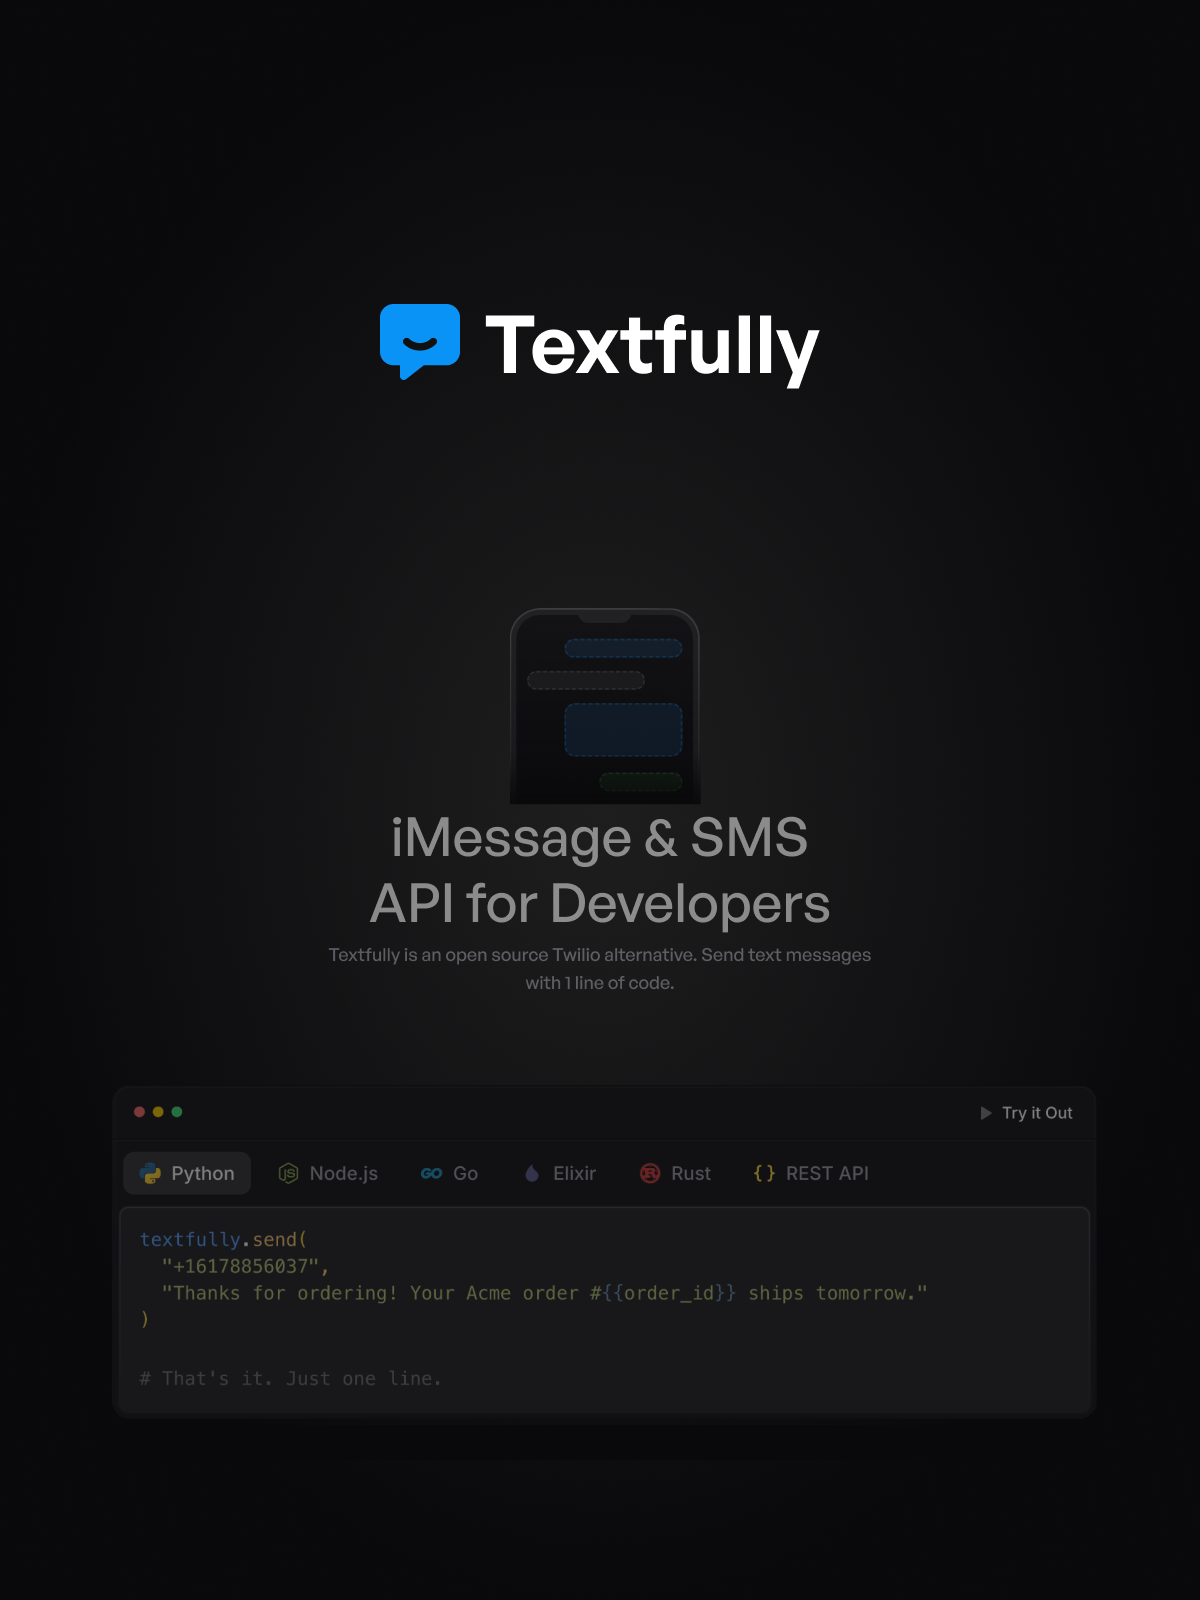 Textfully
iMessage & SMS
API for Developers
Textfully is an open source Twilio alternative. Send text messages
with 1 line of code.
Try it Out
Python
Node.js
GO Go
Elixir
Rust
{} REST API
textfully.send(
"+16178856037",
"Thanks for ordering! Your Acme order #{{order_id}} ships tomorrow."
)
# That's it. Just one line.